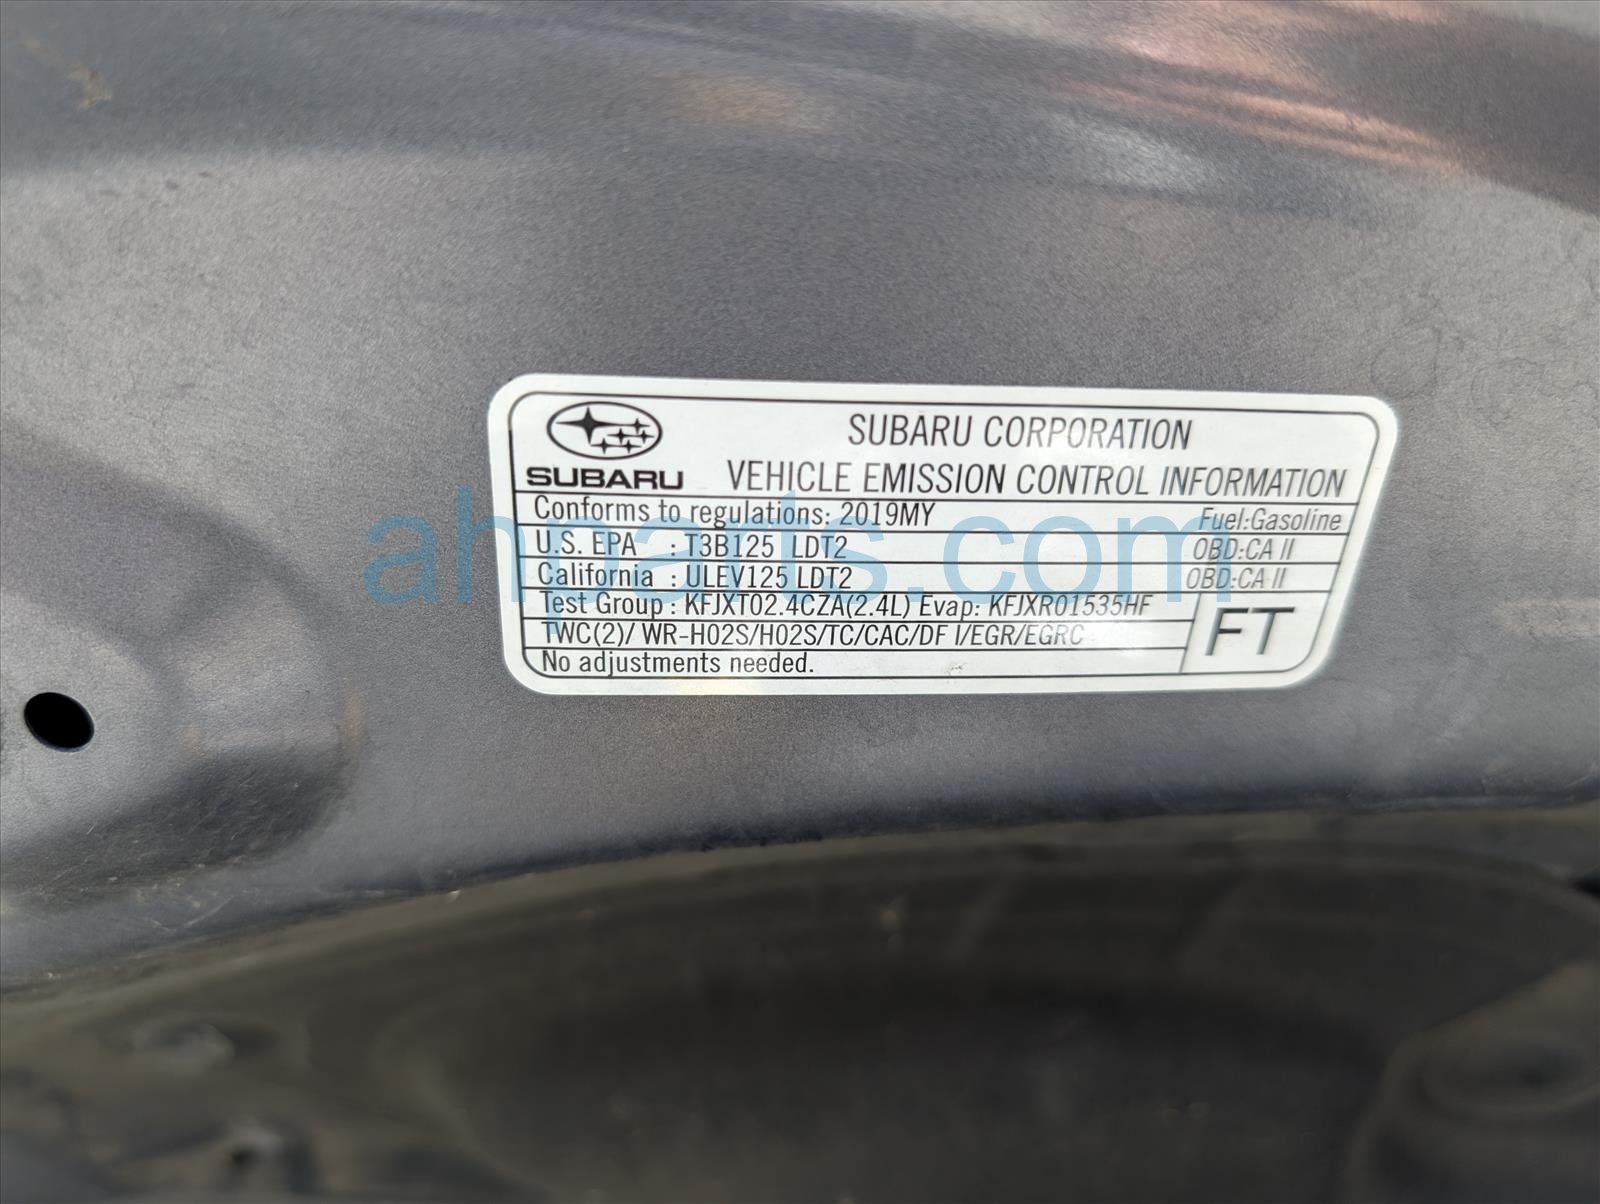 SUBARU CORPORATION
SUBARU VEHICLE EMISSION CONTROL INFORMATION
Conforms to regulations: 2019MY Fuel:Gasoline
U.S. EPA : T3B125 LDT2 OBD:CA II
California : ULEV125 LDT2 OBD:CA II
Test Group : KFJXT02.4CZA(2.4L) Evap: KFJXR01535HF
TWC(2)/ WR-HO2S/HO2S/TC/CAC/DF I/EGR/EGRC
FT
No adjustments needed.
ahparts.com